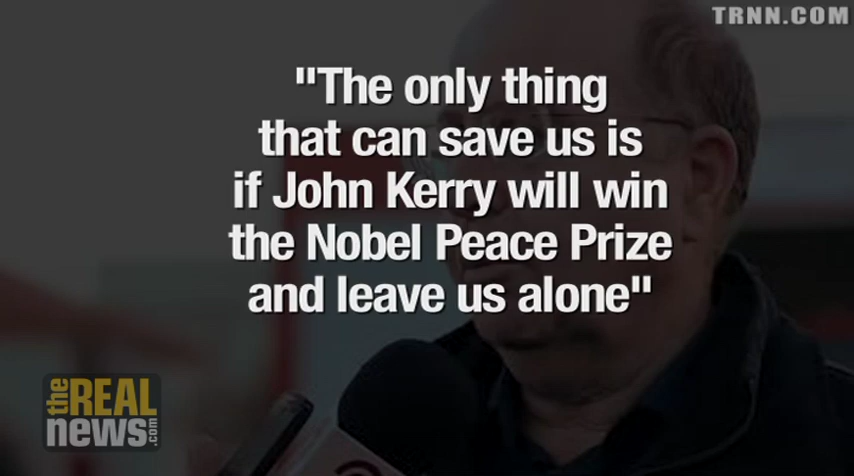 TRNN.COM
"The only thing
that can save us is
if John Kerry will win
the Nobel Peace Prize
and leave us alone"
the REAL
news.com